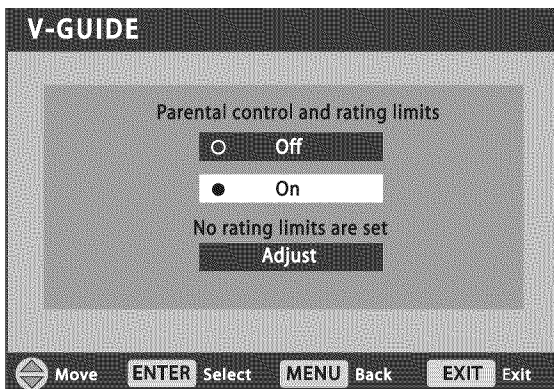 V-GUIDE
Parental control and rating limits
Off
On
No rating limits are set
Adjust
Move ENTER Select MENU Back EXIT Exit